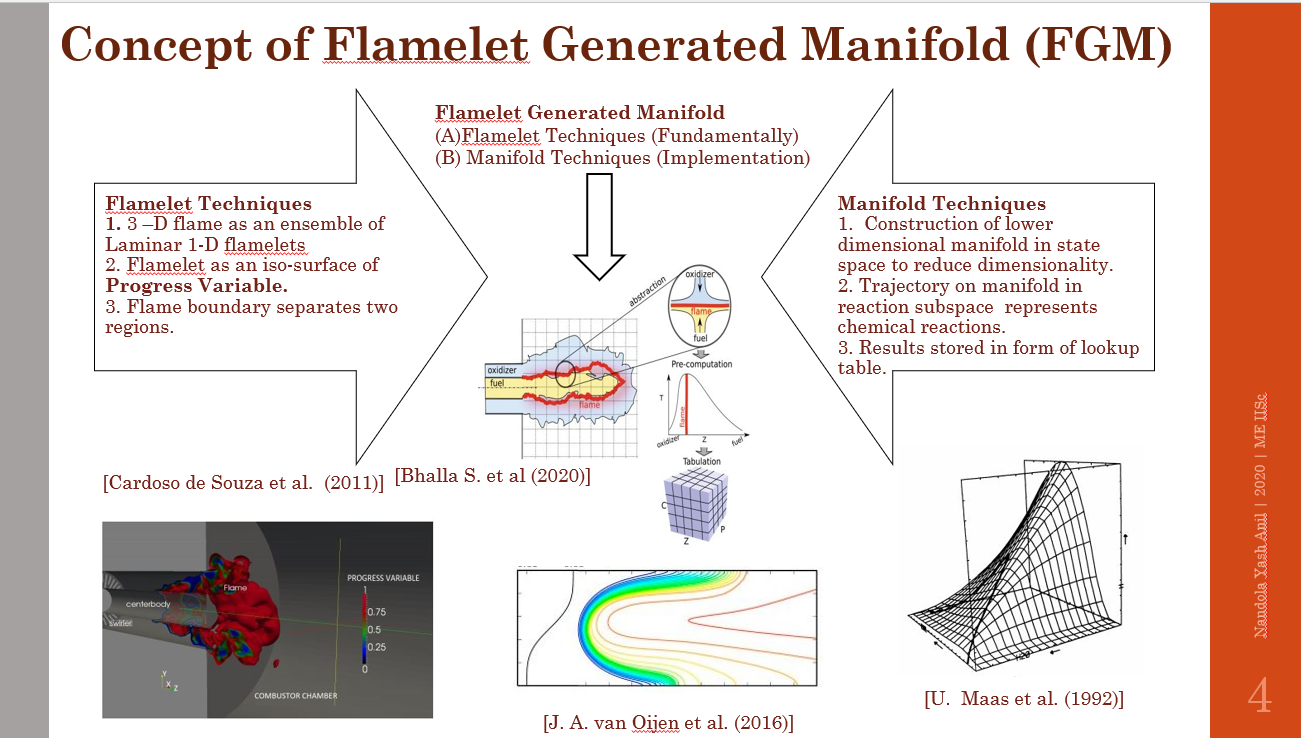 Concept of Flamelet Generated Manifold (FGM)
Flamelet Generated Manifold
(A)Flamelet Techniques (Fundamentally)
(B) Manifold Techniques (Implementation)
Flamelet Techniques
1. 3 –D flame as an ensemble of
Laminar 1-D flamelets
2. Flamelet as an iso-surface of
Progress Variable.
3. Flame boundary separates two
regions.
Manifold Techniques
1. Construction of lower
dimensional manifold in state
space to reduce dimensionality.
2. Trajectory on manifold in
reaction subspace represents
chemical reactions.
3. Results stored in form of lookup
table.
abstraction
oxidizer
flame
fuel
oxidizer
fuel
flame
Pre-computation
T
flame
oxidizer
Z
fuel
Tabulation
C
P
Z
[Cardoso de Souza et al. (2011)]
[Bhalla S. et al (2020)]
Flame
centerbody
swirler
PROGRESS VARIABLE
1
0.75
0.5
0.25
0
Y
X
Z
COMBUSTOR CHAMBER
[J. A. van Oijen et al. (2016)]
[U. Maas et al. (1992)]
Nandola Yash Anil | 2020 | ME IISc
4